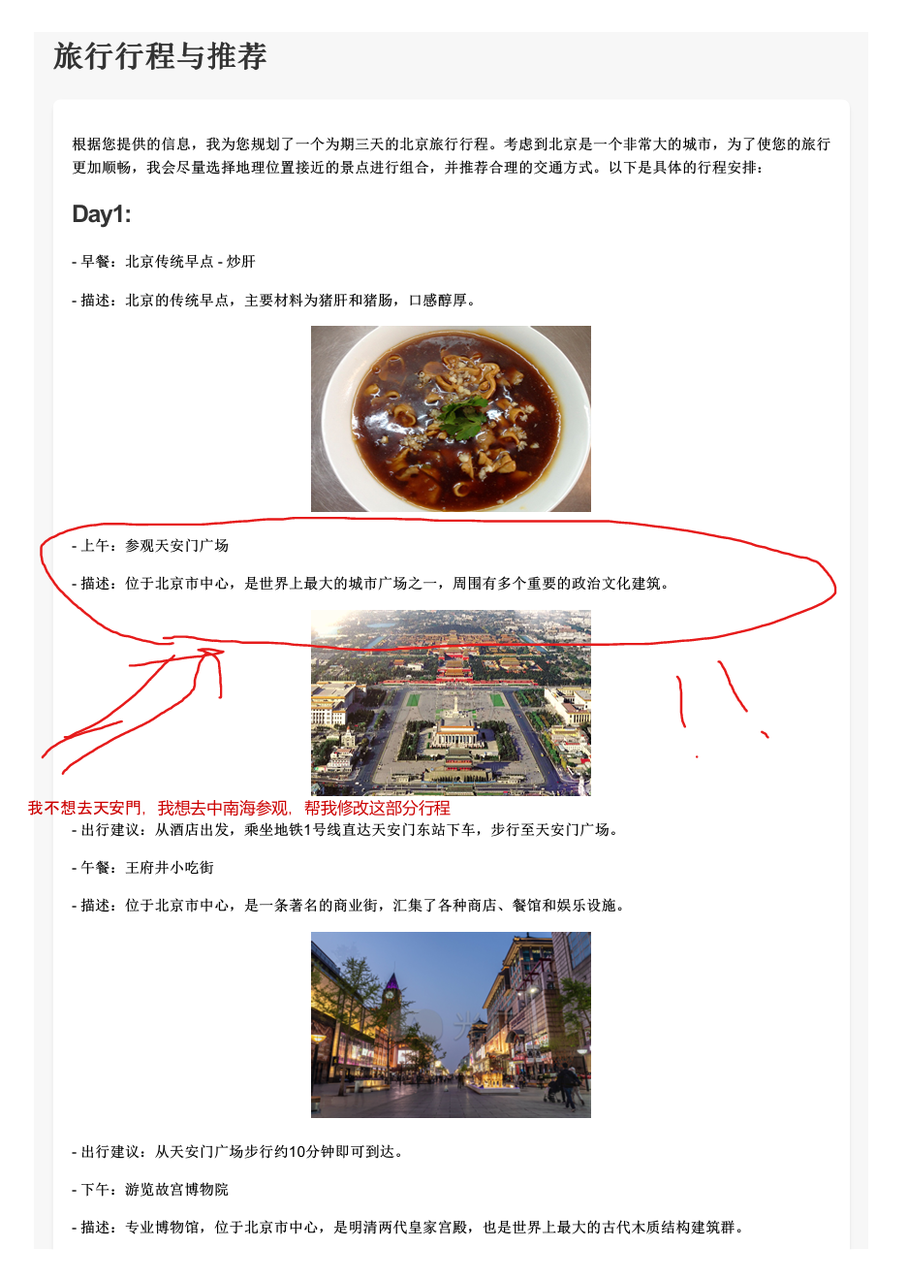 旅行行程与推荐
根据您提供的信息，我为您规划了一个为期三天的北京旅行行程。考虑到北京是一个非常大的城市，为了使您的旅行
更加顺畅，我会尽量选择地理位置接近的景点进行组合，并推荐合理的交通方式。以下是具体的行程安排：
Day1:
- 早餐：北京传统早点 - 炒肝
- 描述：北京的传统早点，主要材料为猪肝和猪肠，口感醇厚。
- 上午：参观天安门广场
- 描述：位于北京市中心，是世界上最大的城市广场之一，周围有多个重要的政治文化建筑。
!!
我不想去天安門，我想去中南海参观，帮我修改这部分行程
- 出行建议：从酒店出发，乘坐地铁1号线直达天安门东站下车，步行至天安门广场。
- 午餐：王府井小吃街
- 描述：位于北京市中心，是一条著名的商业街，汇集了各种商店、餐馆和娱乐设施。
- 出行建议：从天安门广场步行约10分钟即可到达。
- 下午：游览故宫博物院
- 描述：专业博物馆，位于北京市中心，是明清两代皇家宫殿，也是世界上最大的古代木质结构建筑群。